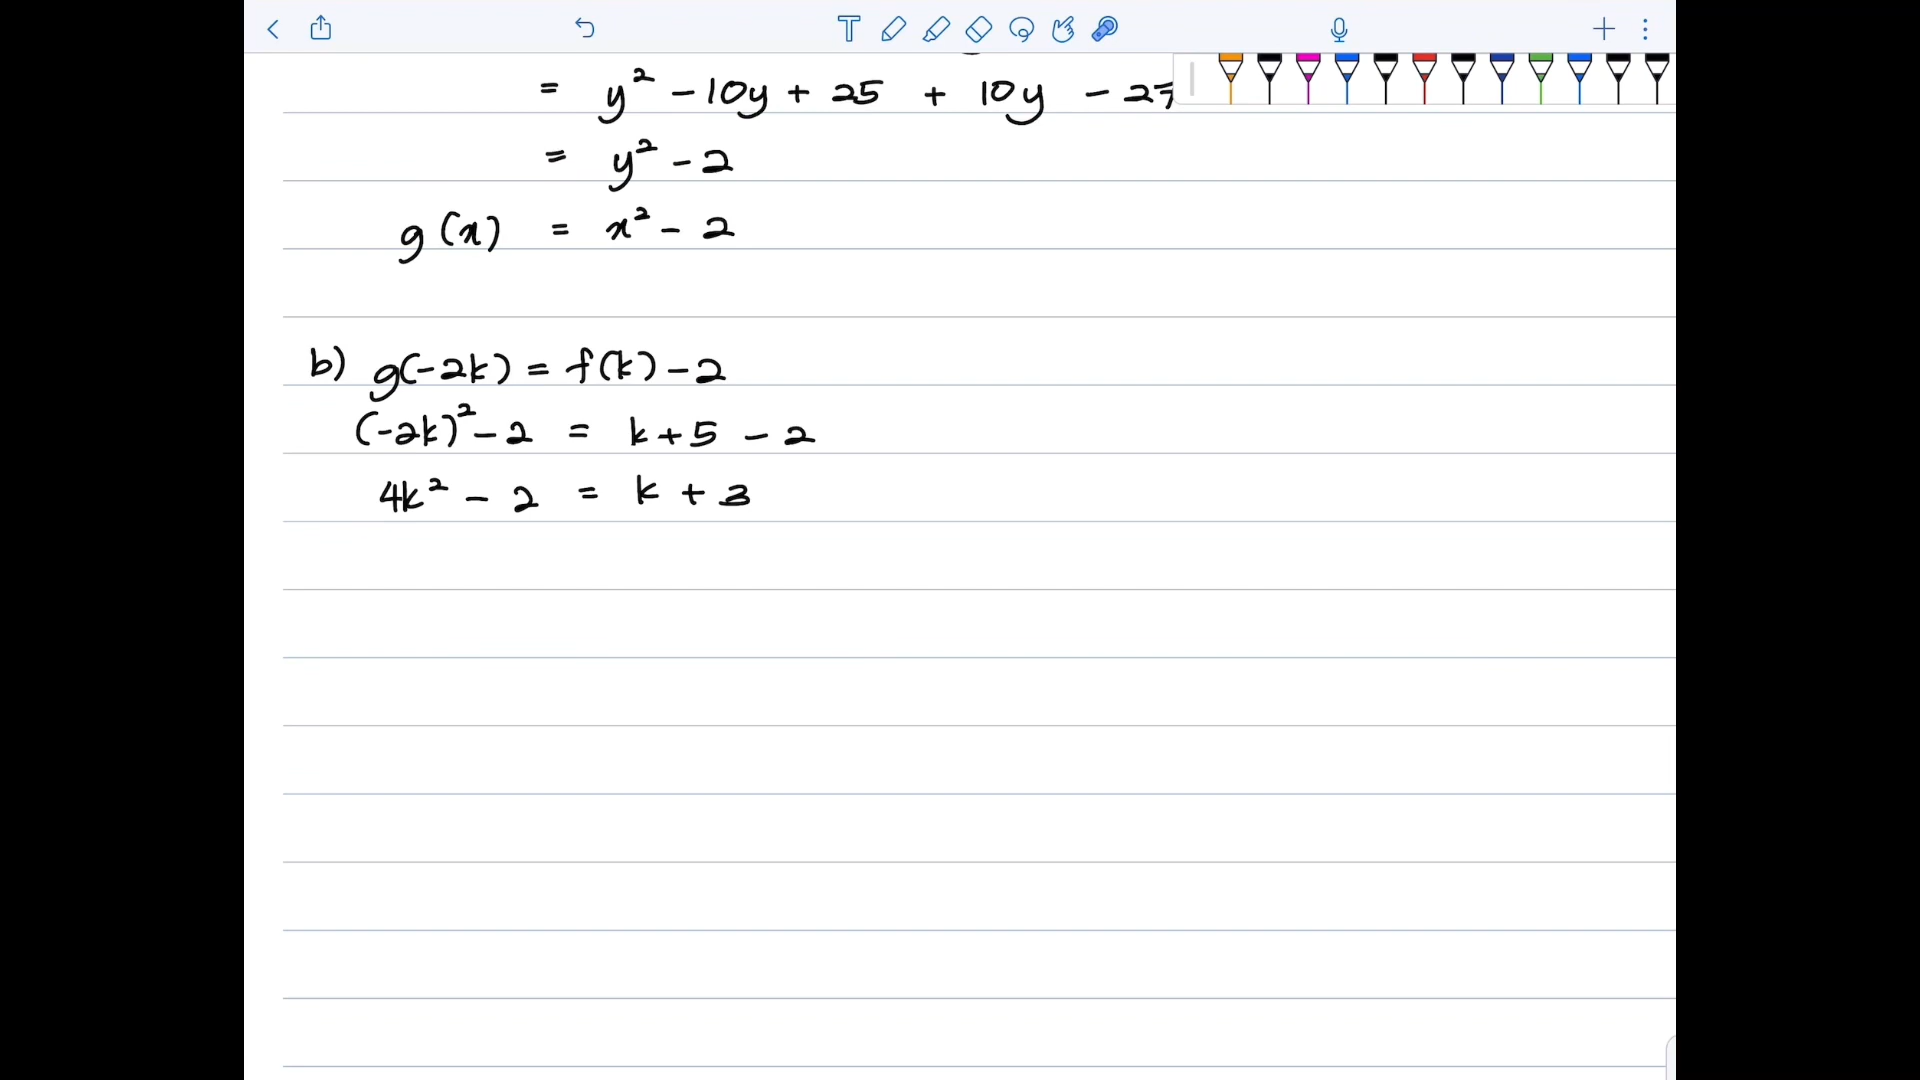 = y² - 10y + 25 + 10y - 27
= y² - 2
g(x) = x² - 2
b) g(-2k) = f(k) - 2
(-2k)² - 2 = k + 5 - 2
4k² - 2 = k + 3